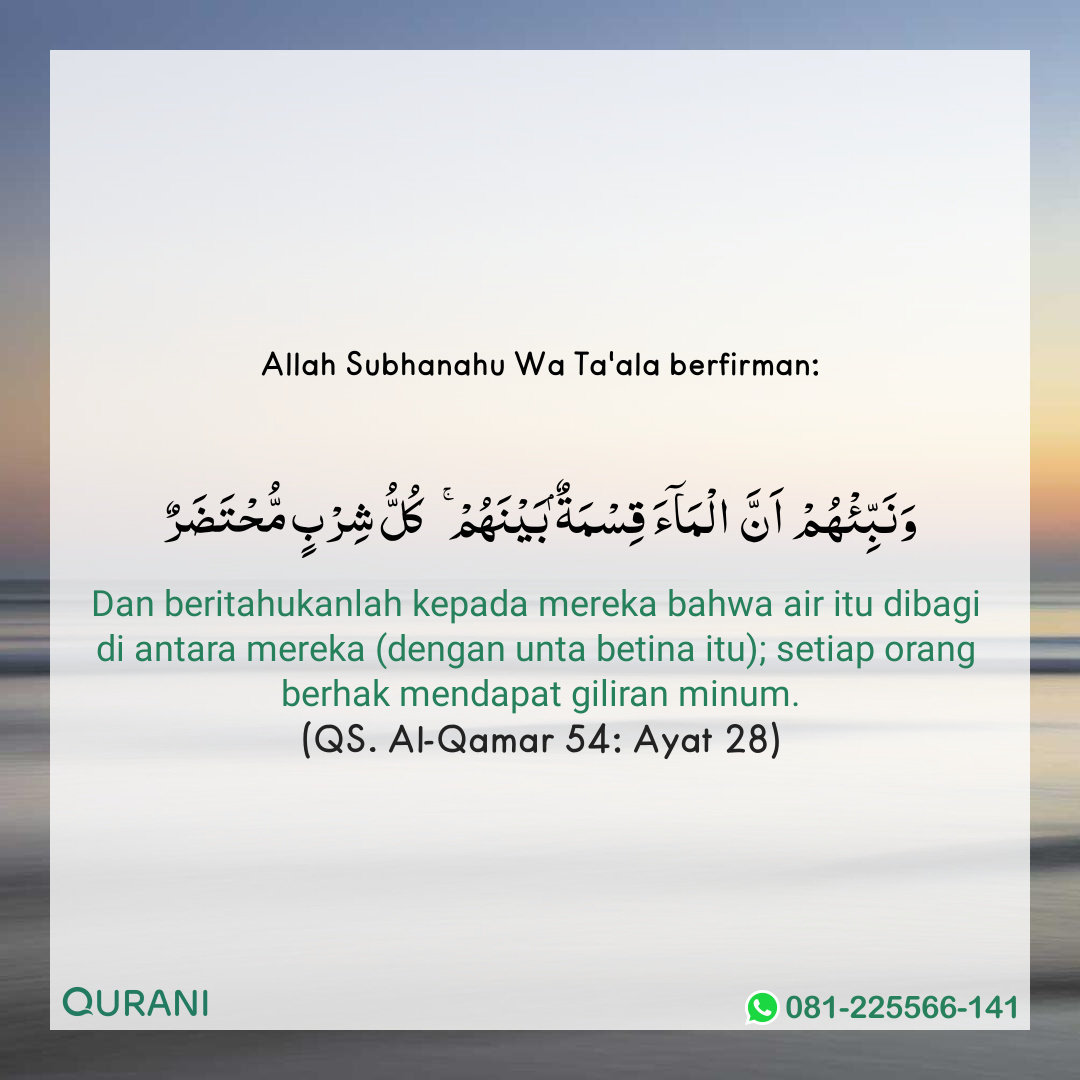 Allah Subhanahu Wa Ta'ala berfirman:
وَنَبِّئْهُمْ اَنَّ الْمَآءَ قِسْمَةٌ ۢ بَيْنَهُمْ ۚ كُلُّ شِرْبٍ مُّحْتَضَرٌ
Dan beritahukanlah kepada mereka bahwa air itu dibagi
di antara mereka (dengan unta betina itu); setiap orang
berhak mendapat giliran minum.
(QS. Al-Qamar 54: Ayat 28)
QURANI
081-225566-141